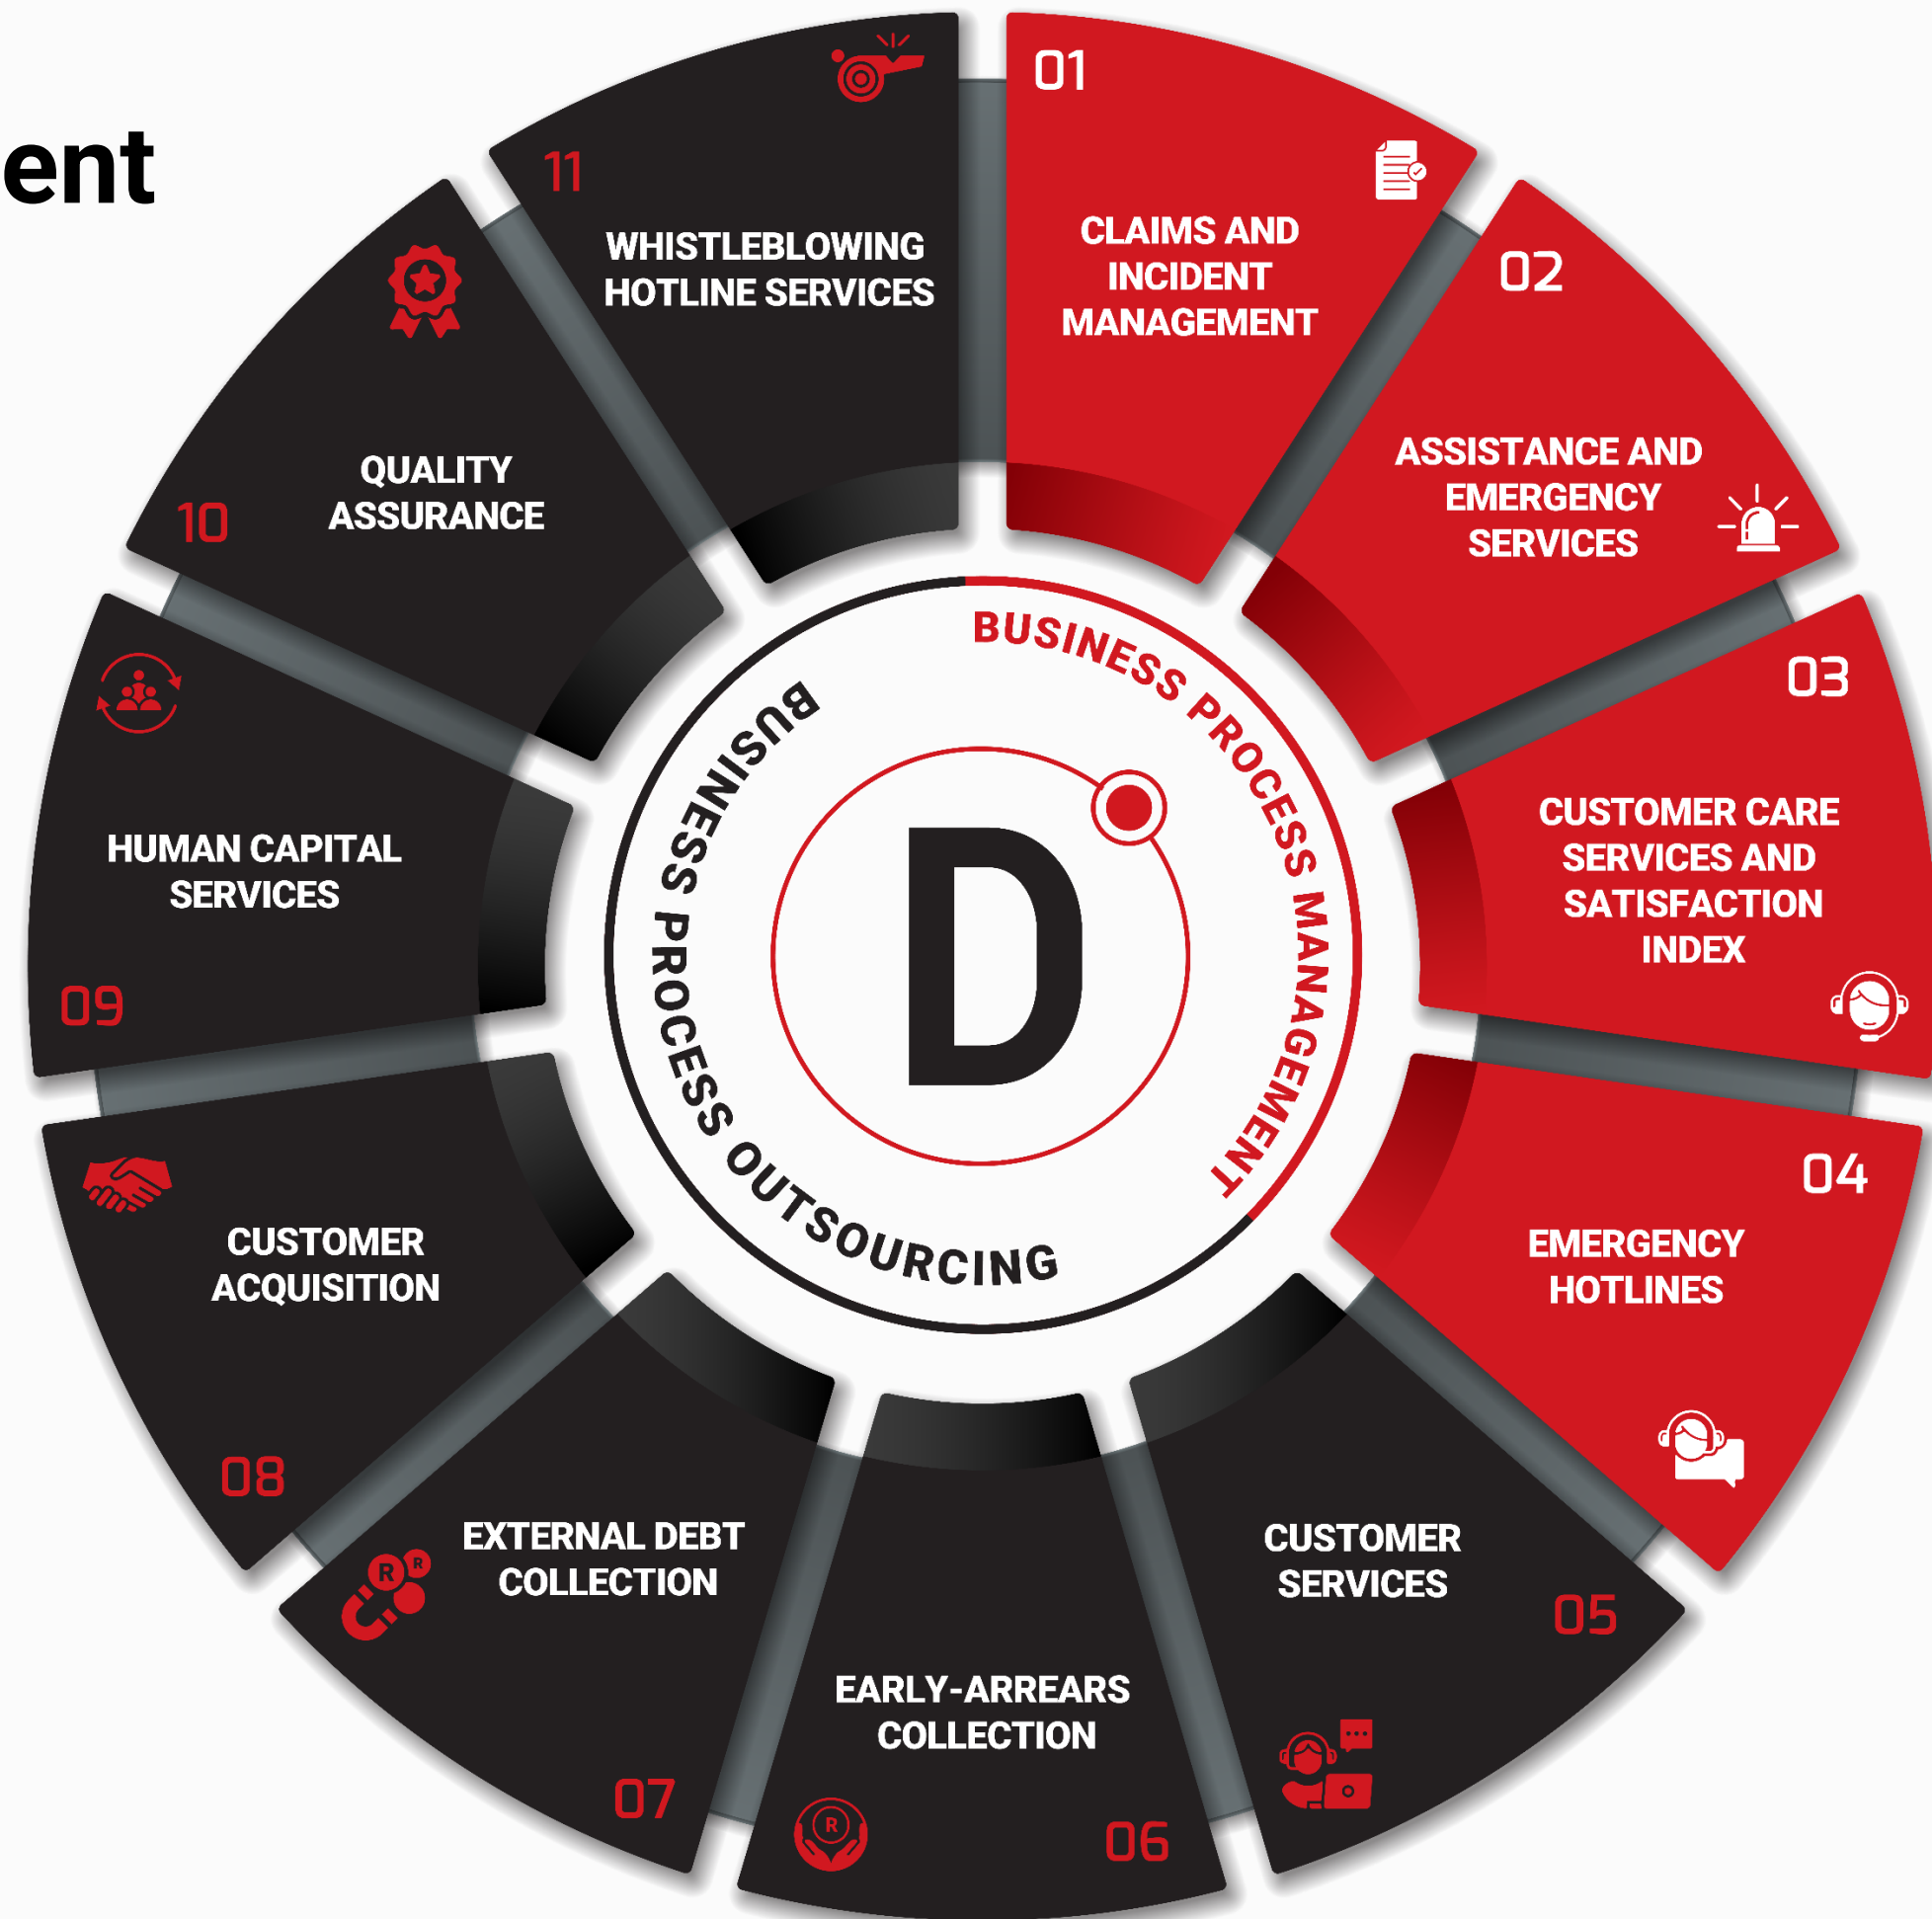 ent
01
CLAIMS AND
INCIDENT
MANAGEMENT
02
ASSISTANCE AND
EMERGENCY
SERVICES
03
CUSTOMER CARE
SERVICES AND
SATISFACTION
INDEX
04
EMERGENCY
HOTLINES
05
CUSTOMER
SERVICES
06
EARLY-ARREARS
COLLECTION
R
07
EXTERNAL DEBT
COLLECTION
R
R
08
CUSTOMER
ACQUISITION
09
HUMAN CAPITAL
SERVICES
10
QUALITY
ASSURANCE
11
WHISTLEBLOWING
HOTLINE SERVICES
BUSINESS PROCESS MANAGEMENT
BUSINESS PROCESS OUTSOURCING
D